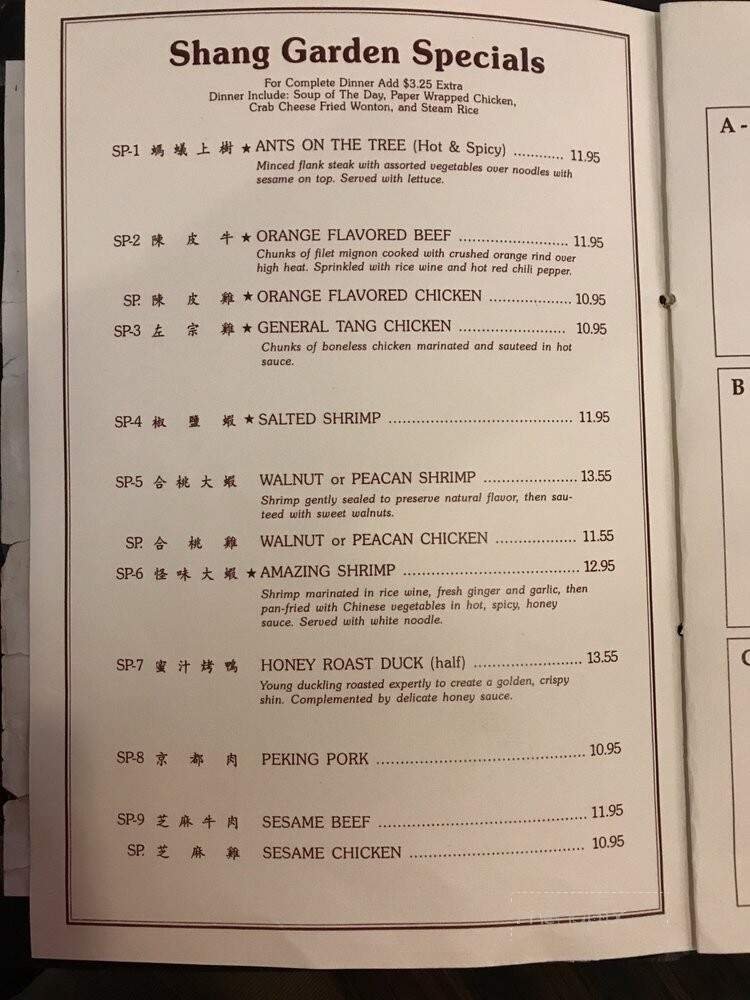 Shang Garden Specials
For Complete Dinner Add $3.25 Extra
Dinner Include: Soup of The Day, Paper Wrapped Chicken,
Crab Cheese Fried Wonton, and Steam Rice
SP-1 螞蟻上樹 ★ ANTS ON THE TREE (Hot & Spicy) ............ 11.95
Minced flank steak with assorted vegetables over noodles with
sesame on top. Served with lettuce.
SP-2 陳皮牛 ★ ORANGE FLAVORED BEEF ........................ 11.95
Chunks of filet mignon cooked with crushed orange rind over
high heat. Sprinkled with rice wine and hot red chili pepper.
SP. 陳皮雞 ★ ORANGE FLAVORED CHICKEN ................... 10.95
SP-3 左宗雞 ★ GENERAL TANG CHICKEN ....................... 10.95
Chunks of boneless chicken marinated and sauteed in hot
sauce.
SP-4 椒鹽蝦 ★ SALTED SHRIMP ........................................ 11.95
SP-5 合桃大蝦 WALNUT or PEACAN SHRIMP .................... 13.55
Shrimp gently sealed to preserve natural flavor, then sau-
teed with sweet walnuts.
SP. 合桃雞 WALNUT or PEACAN CHICKEN ................. 11.55
SP-6 怪味大蝦 ★ AMAZING SHRIMP ...................................... 12.95
Shrimp marinated in rice wine, fresh ginger and garlic, then
pan-fried with Chinese vegetables in hot, spicy, honey
sauce. Served with white noodle.
SP-7 蜜汁烤鴨 HONEY ROAST DUCK (half) ....................... 13.55
Young duckling roasted expertly to create a golden, crispy
shin. Complemented by delicate honey sauce.
SP-8 京都肉 PEKING PORK ............................................. 10.95
SP-9 芝麻牛肉 SESAME BEEF ............................................. 11.95
SP. 芝麻雞 SESAME CHICKEN ...................................... 10.95
A -
B
C